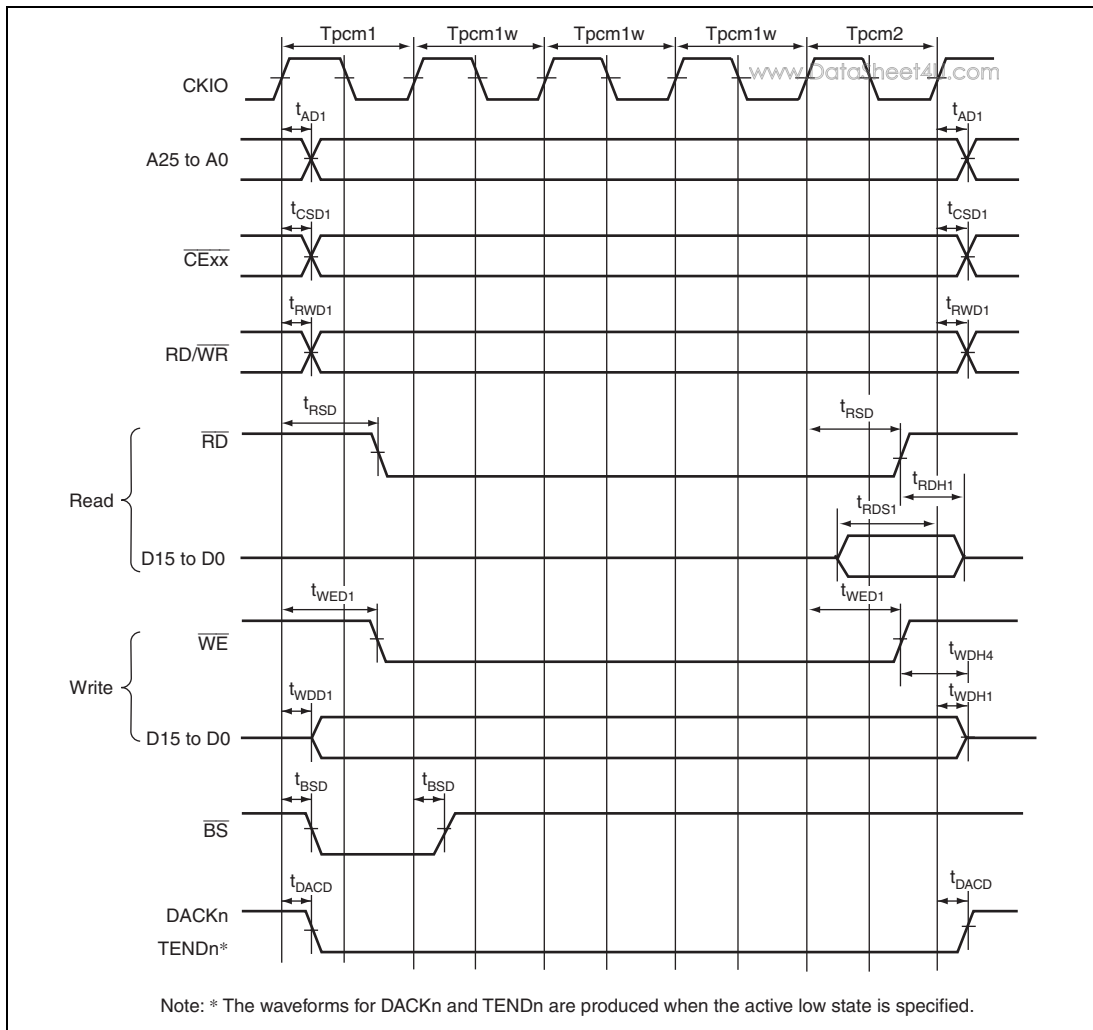 Tpcm1 Tpcm1w Tpcm1w Tpcm1w Tpcm2
www.DataSheet4U.com
CKIO
tAD1 tAD1
A25 to A0
tCSD1 tCSD1
CExx
tRWD1 tRWD1
RD/WR
tRSD tRSD
RD
tRDH1
Read
tRDS1
D15 to D0
tWED1 tWED1
WE
tWDH4
Write
tWDD1 tWDH1
D15 to D0
tBSD tBSD
BS
tDACD tDACD
DACKn
TENDn*
Note: * The waveforms for DACKn and TENDn are produced when the active low state is specified.